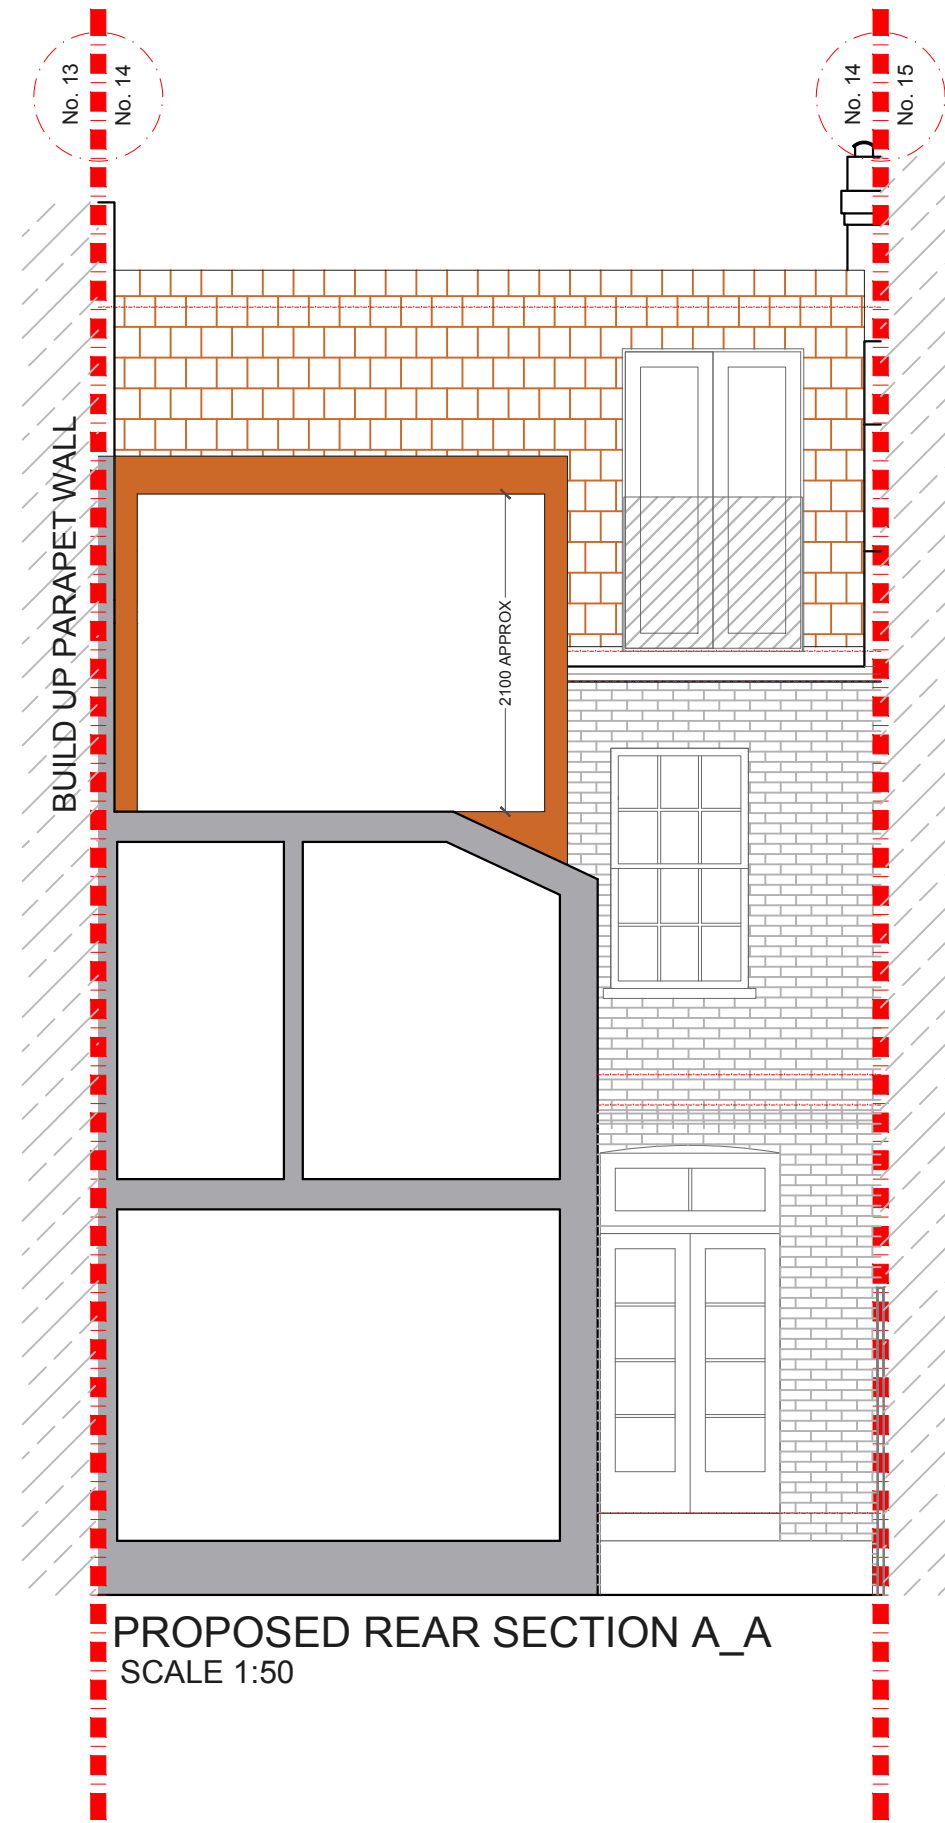 No. 13
No. 14
No. 14
No. 15
BUILD UP PARAPET WALL
2100 APPROX
PROPOSED REAR SECTION A_A
SCALE 1:50